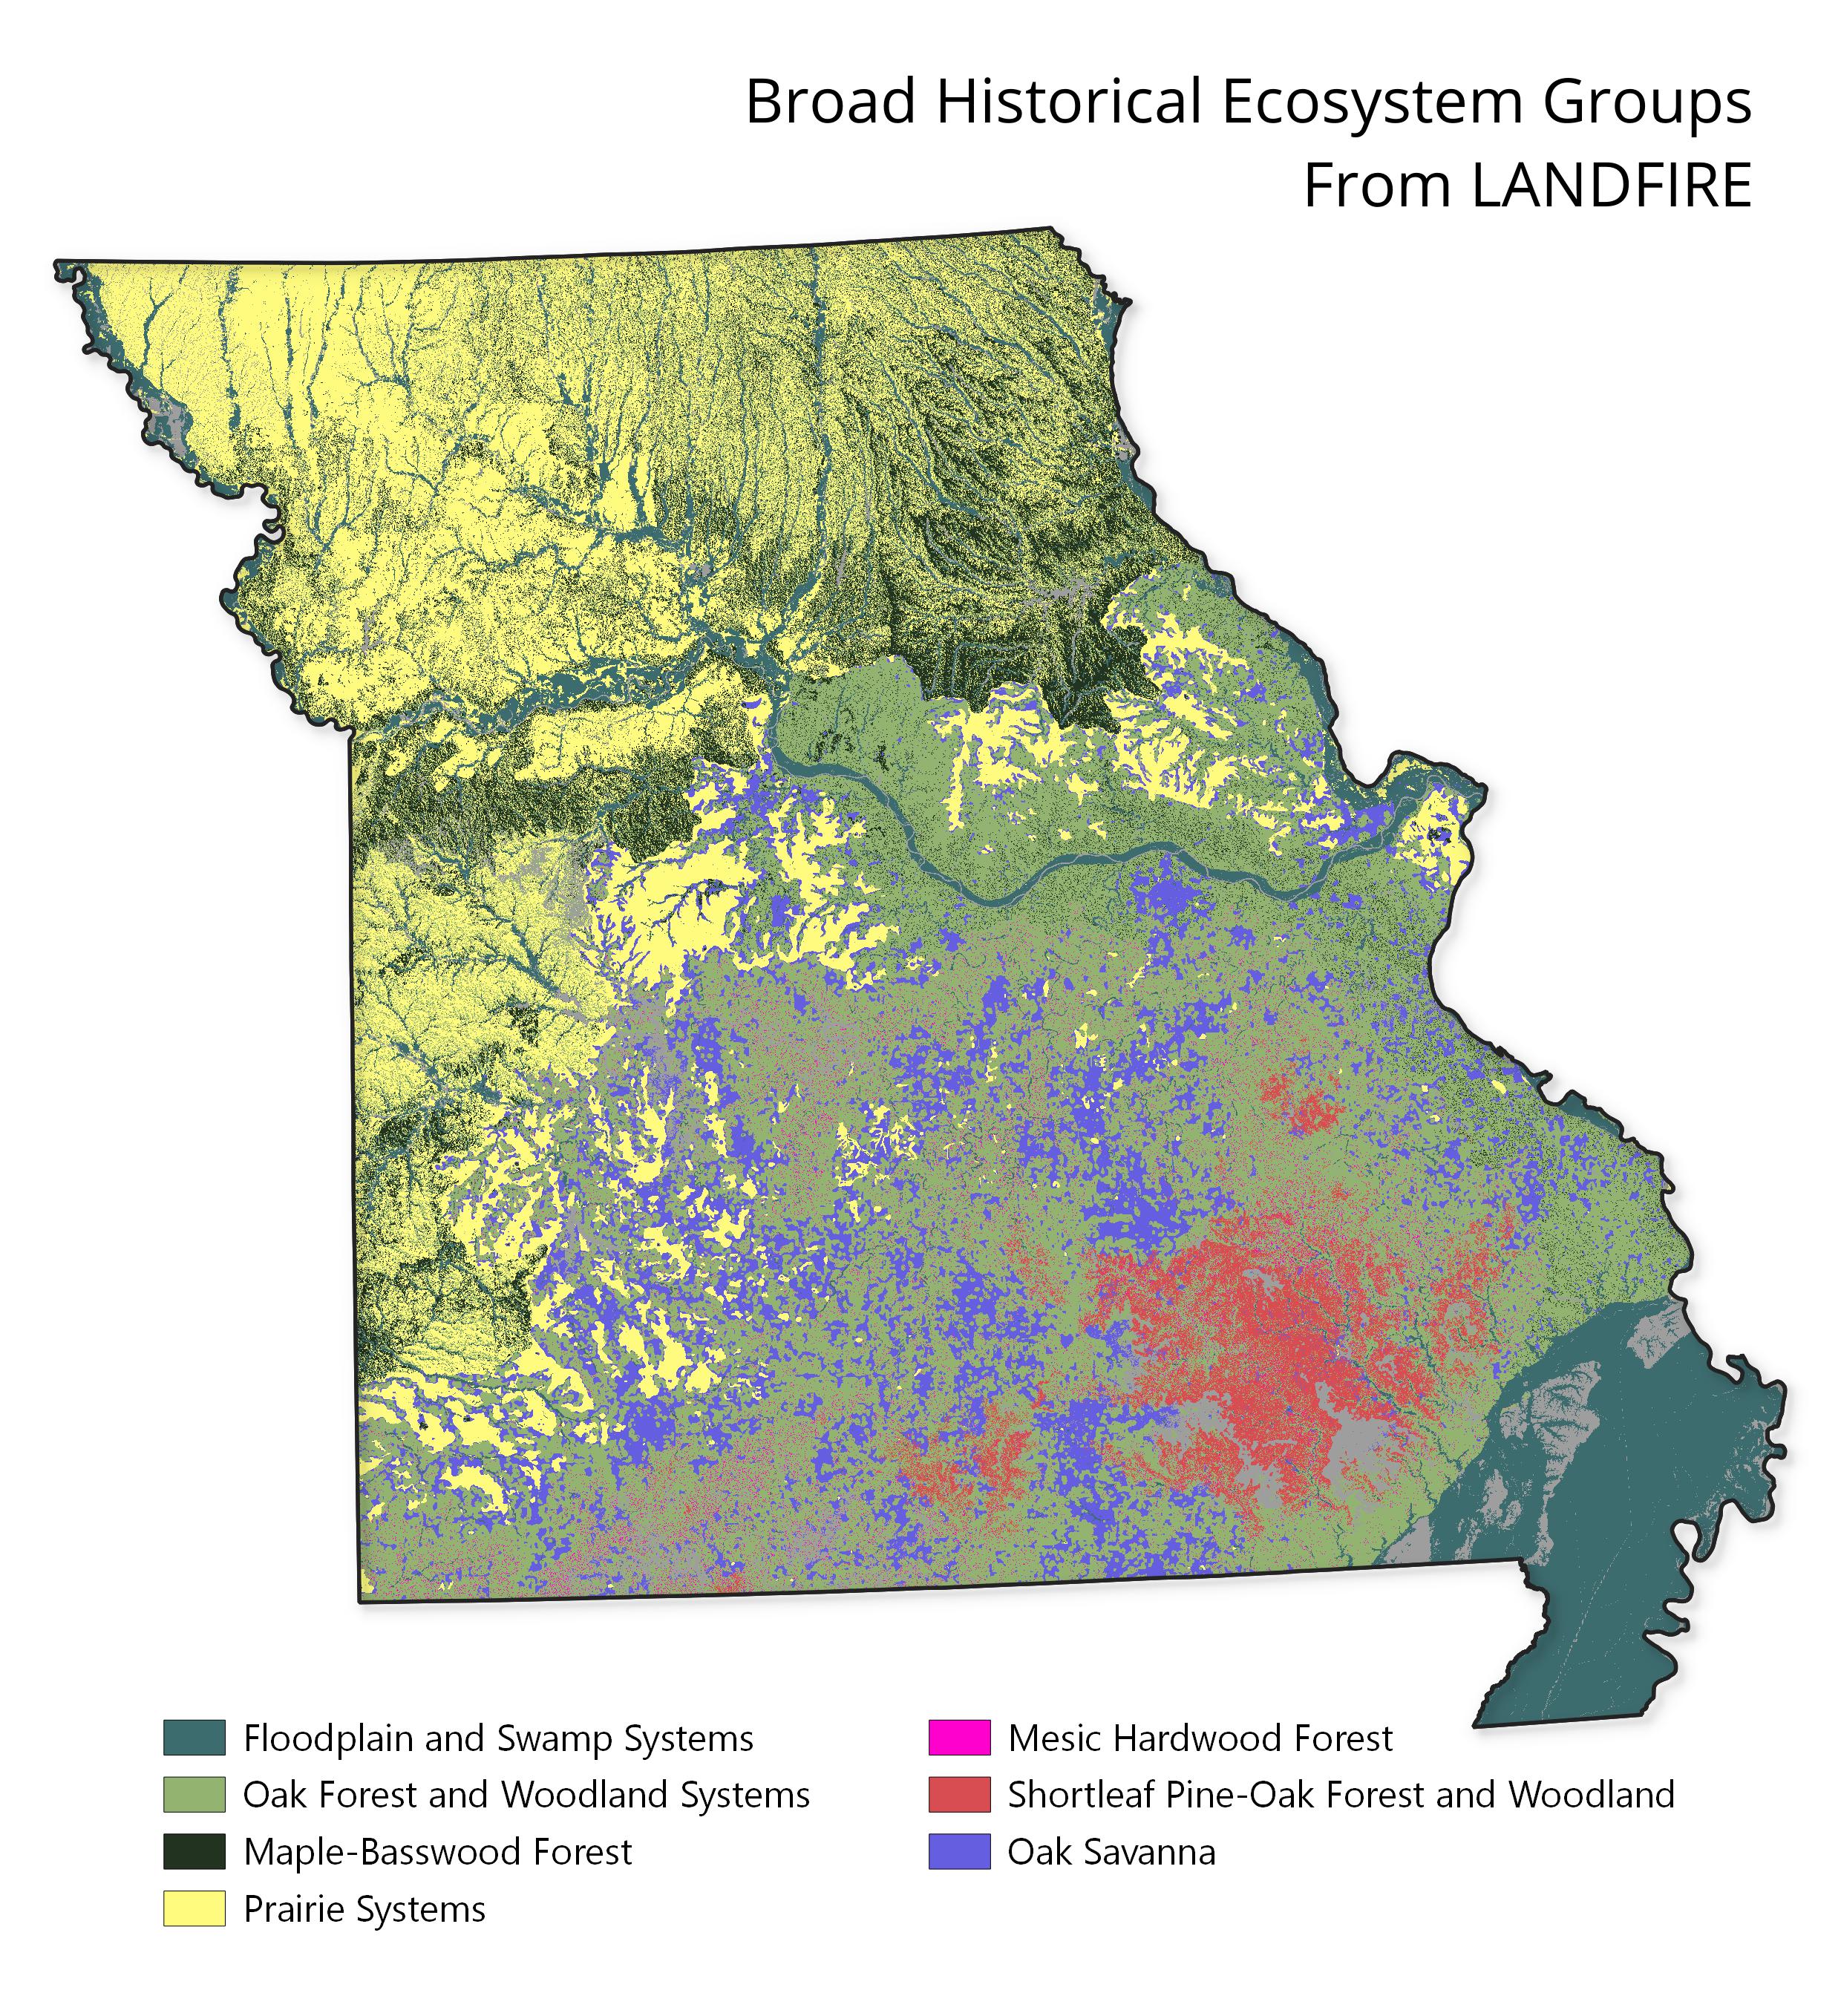 Broad Historical Ecosystem Groups
From LANDFIRE
Floodplain and Swamp Systems
Oak Forest and Woodland Systems
Maple-Basswood Forest
Prairie Systems
Mesic Hardwood Forest
Shortleaf Pine-Oak Forest and Woodland
Oak Savanna